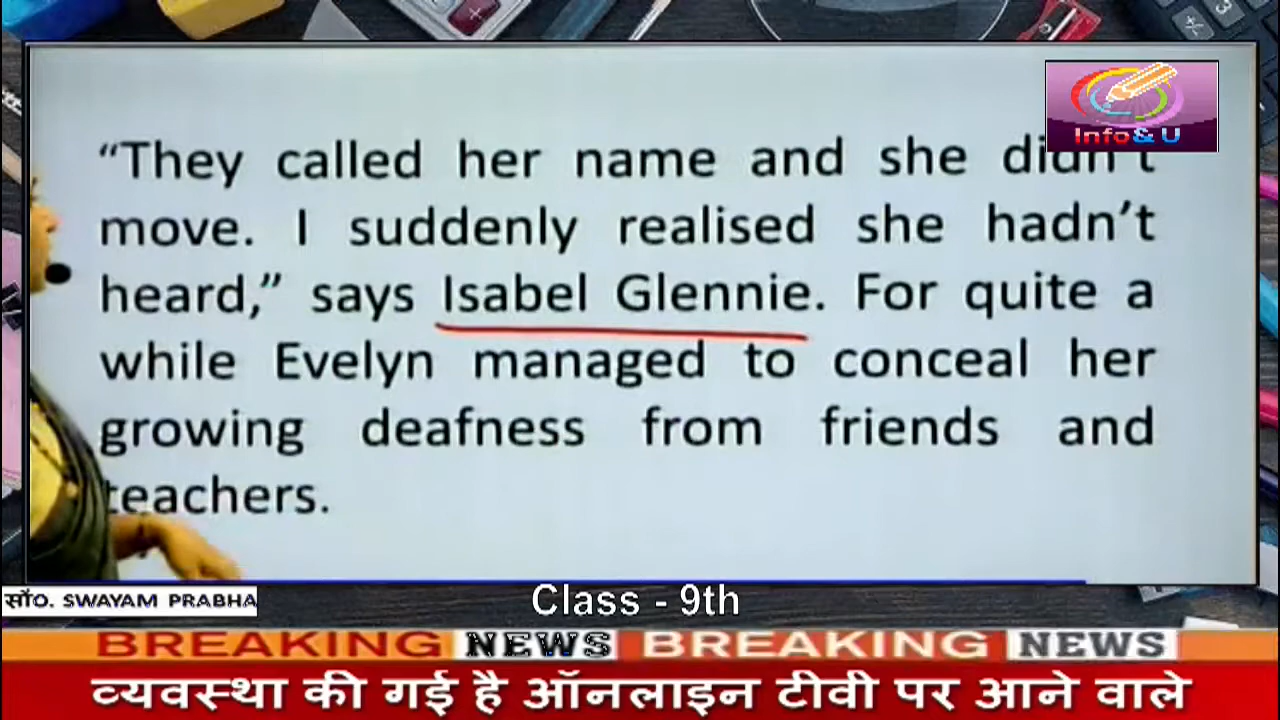 Info & U
“They called her name and she didn’t
move. I suddenly realised she hadn’t
heard,” says Isabel Glennie. For quite a
while Evelyn managed to conceal her
growing deafness from friends and
teachers.
सौ0. SWAYAM PRABHA
Class - 9th
BREAKING NEWS BREAKING NEWS
व्यवस्था की गई है ऑनलाइन टीवी पर आने वाले